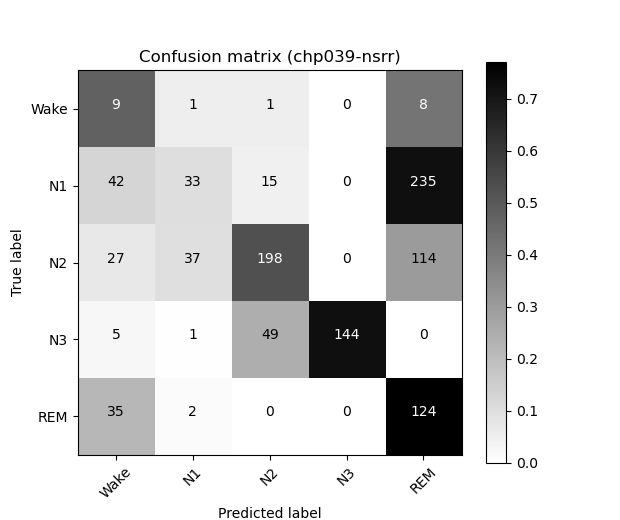 Confusion matrix (chp039-nsrr)
Wake 9 1 1 0 8
N1 42 33 15 0 235
N2 27 37 198 0 114
N3 5 1 49 144 0
REM 35 2 0 0 124
Wake N1 N2 N3 REM
Predicted label
True label
0.7
0.6
0.5
0.4
0.3
0.2
0.1
0.0